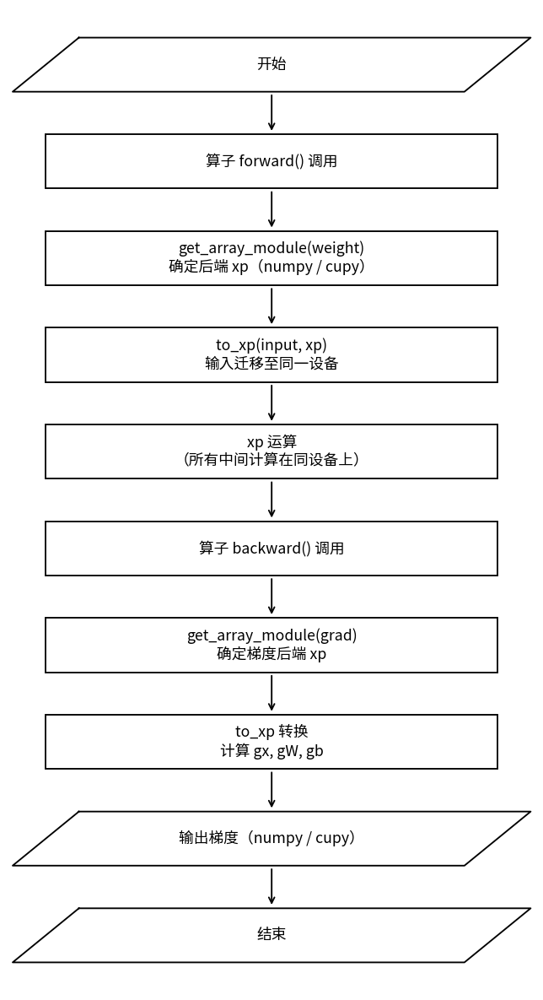 开始
算子 forward() 调用
get_array_module(weight)
确定后端 xp（numpy / cupy）
to_xp(input, xp)
输入迁移至同一设备
xp 运算
（所有中间计算在同设备上）
算子 backward() 调用
get_array_module(grad)
确定梯度后端 xp
to_xp 转换
计算 gx, gW, gb
输出梯度（numpy / cupy）
结束